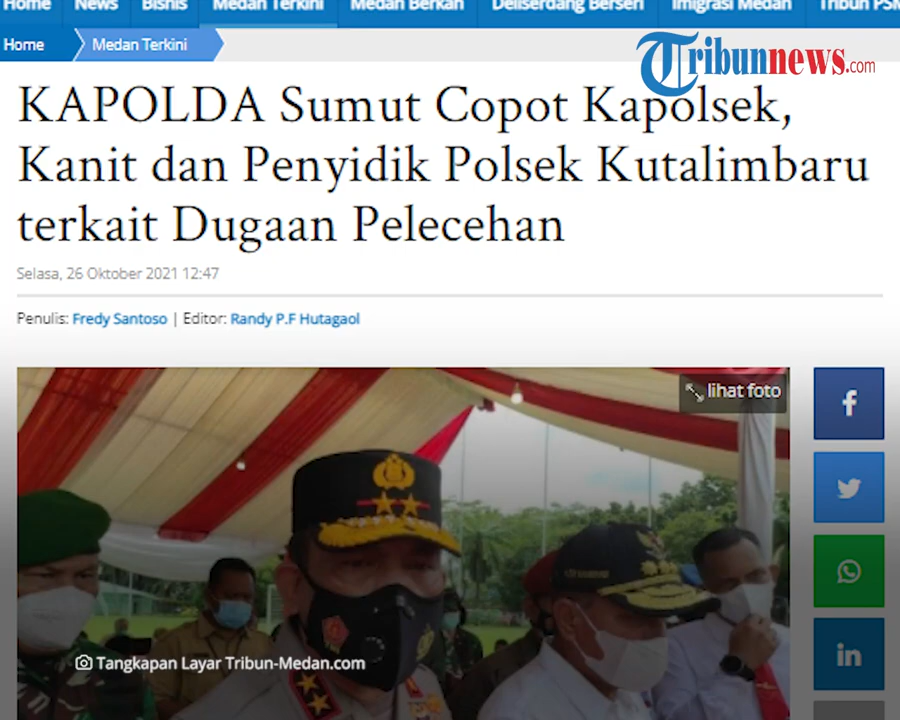 Home News Bisnis Medan Terkini Medan Berkah Deliserdang Berseri Imigrasi Medan Tribun PSM
Home Medan Terkini
Tribunnews.com
KAPOLDA Sumut Copot Kapolsek,
Kanit dan Penyidik Polsek Kutalimbaru
terkait Dugaan Pelecehan
Selasa, 26 Oktober 2021 12:47
Penulis: Fredy Santoso | Editor: Randy P.F Hutagaol
lihat foto
Tangkapan Layar Tribun-Medan.com